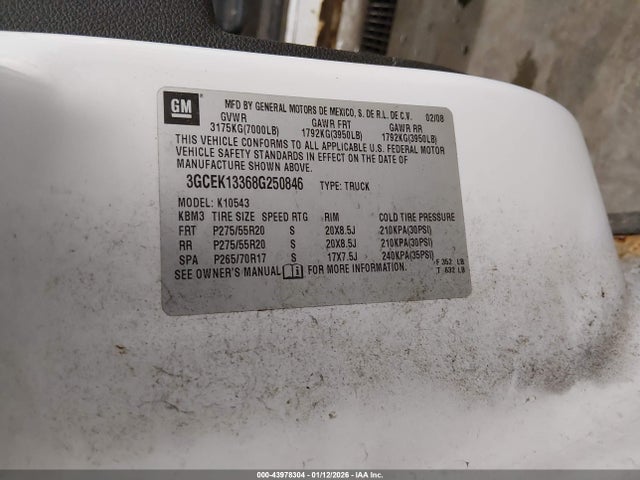 GM
MFD BY GENERAL MOTORS DE MEXICO, S. DE R.L. DE C.V. 02/08
GVWR GAWR FRT GAWR RR
3175KG(7000LB) 1792KG(3950LB) 1792KG(3950LB)
THIS VEHICLE CONFORMS TO ALL APPLICABLE U.S. FEDERAL MOTOR
VEHICLE SAFETY STANDARDS IN EFFECT ON THE DATE OF
MANUFACTURE SHOWN ABOVE.
3GCEK13368G250846 TYPE: TRUCK
MODEL: K10543
KBM3 TIRE SIZE SPEED RTG RIM COLD TIRE PRESSURE
FRT P275/55R20 S 20X8.5J 210KPA(30PSI)
RR P275/55R20 S 20X8.5J 210KPA(30PSI)
SPA P265/70R17 S 17X7.5J 240KPA(35PSI)
F 352 LB
SEE OWNER'S MANUAL FOR MORE INFORMATION. T 632 LB
000-43978304 - 01/12/2026 - IAA Inc.